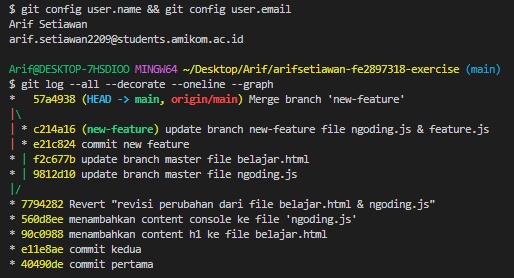 $ git config user.name && git config user.email
Arif Setiawan
arif.setiawan2209@students.amikom.ac.id
Arif@DESKTOP-7HSDIOO MINGW64 ~/Desktop/Arif/arifsetiawan-fe2897318-exercise (main)
$ git log --all --decorate --oneline --graph
*   57a4938 (HEAD -> main, origin/main) Merge branch 'new-feature'
|\
| * c214a16 (new-feature) update branch new-feature file ngoding.js & feature.js
| * e21c824 commit new feature
* | f2c677b update branch master file belajar.html
* | 9812d10 update branch master file ngoding.js
|/
* 7794282 Revert "revisi perubahan dari file belajar.html & ngoding.js"
* 560d8ee menambahkan content console ke file 'ngoding.js'
* 90c0988 menambahkan content h1 ke file belajar.html
* e11e8ae commit kedua
* 40490de commit pertama